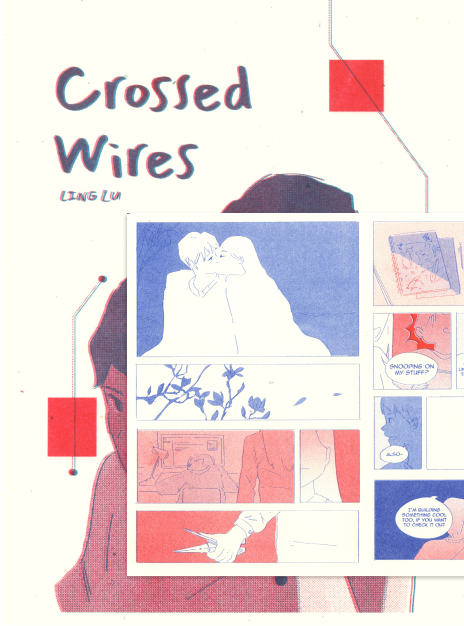 Crossed
Wires
LING LU
SNOOPING ON
MY STUFF?
ALSO-
I'M BUILDING
SOMETHING COOL
TOO, IF YOU WANT
TO CHECK IT OUT